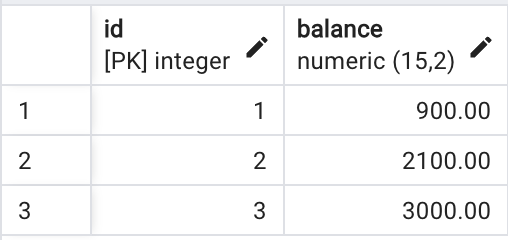 id balance
[PK] integer numeric (15,2)
1 1 900.00
2 2 2100.00
3 3 3000.00